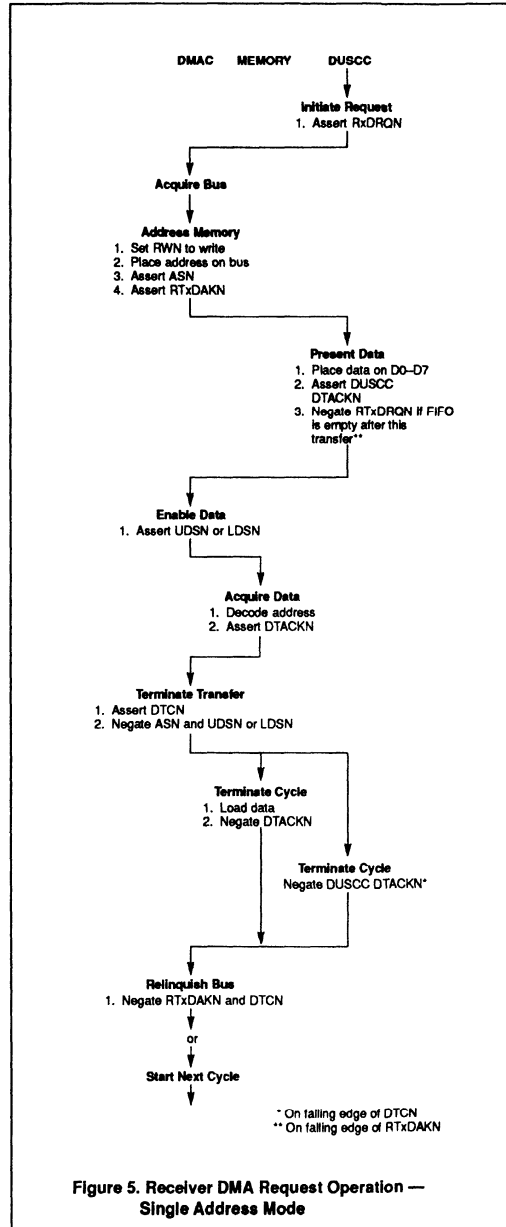 DMAC MEMORY DUSCC
Initiate Request
1. Assert RxDRQN
Acquire Bus
Address Memory
1. Set RWN to write
2. Place address on bus
3. Assert ASN
4. Assert RTxDAKN
Present Data
1. Place data on D0–D7
2. Assert DUSCC
DTACKN
3. Negate RTxDRQN if FIFO
is empty after this
transfer**
Enable Data
1. Assert UDSN or LDSN
Acquire Data
1. Decode address
2. Assert DTACKN
Terminate Transfer
1. Assert DTCN
2. Negate ASN and UDSN or LDSN
Terminate Cycle
1. Load data
2. Negate DTACKN
Terminate Cycle
Negate DUSCC DTACKN*
Relinquish Bus
1. Negate RTxDAKN and DTCN
or
Start Next Cycle
* On falling edge of DTCN
** On falling edge of RTxDAKN
Figure 5. Receiver DMA Request Operation —
Single Address Mode